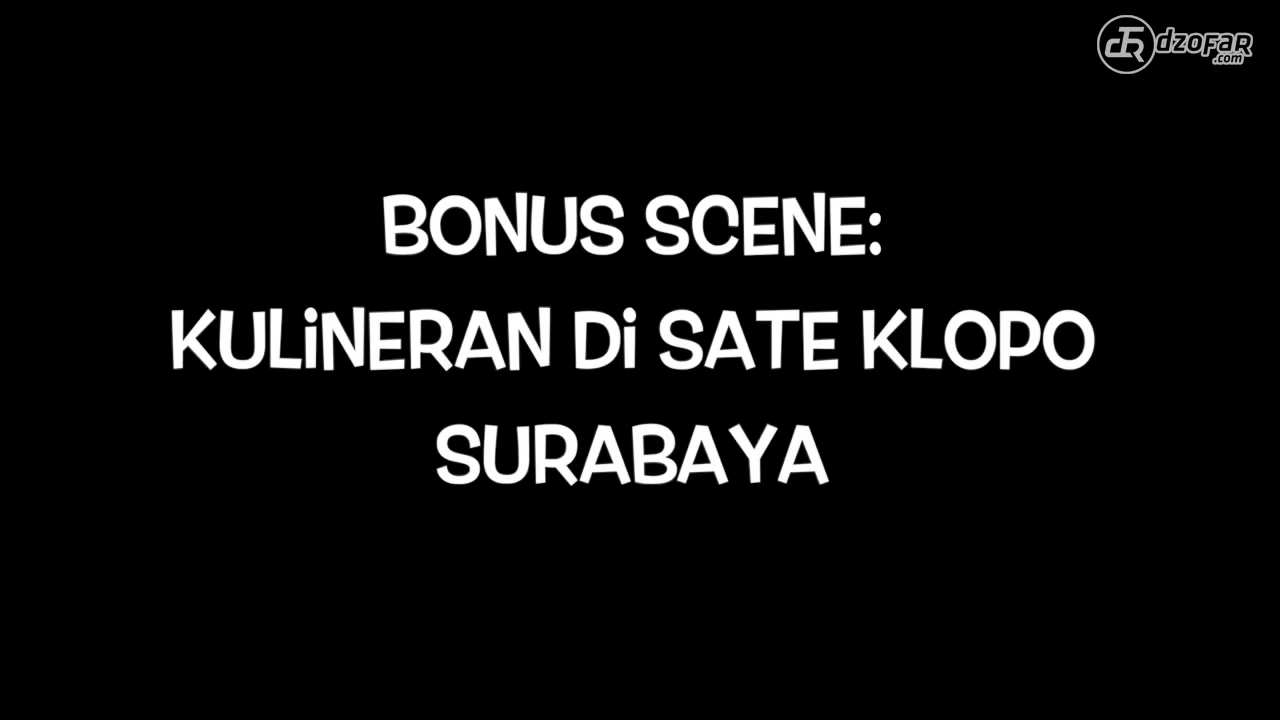 dzofar
.com
BONUS SCENE:
KULiNERAN Di SATE KLOPO
SURABAYA